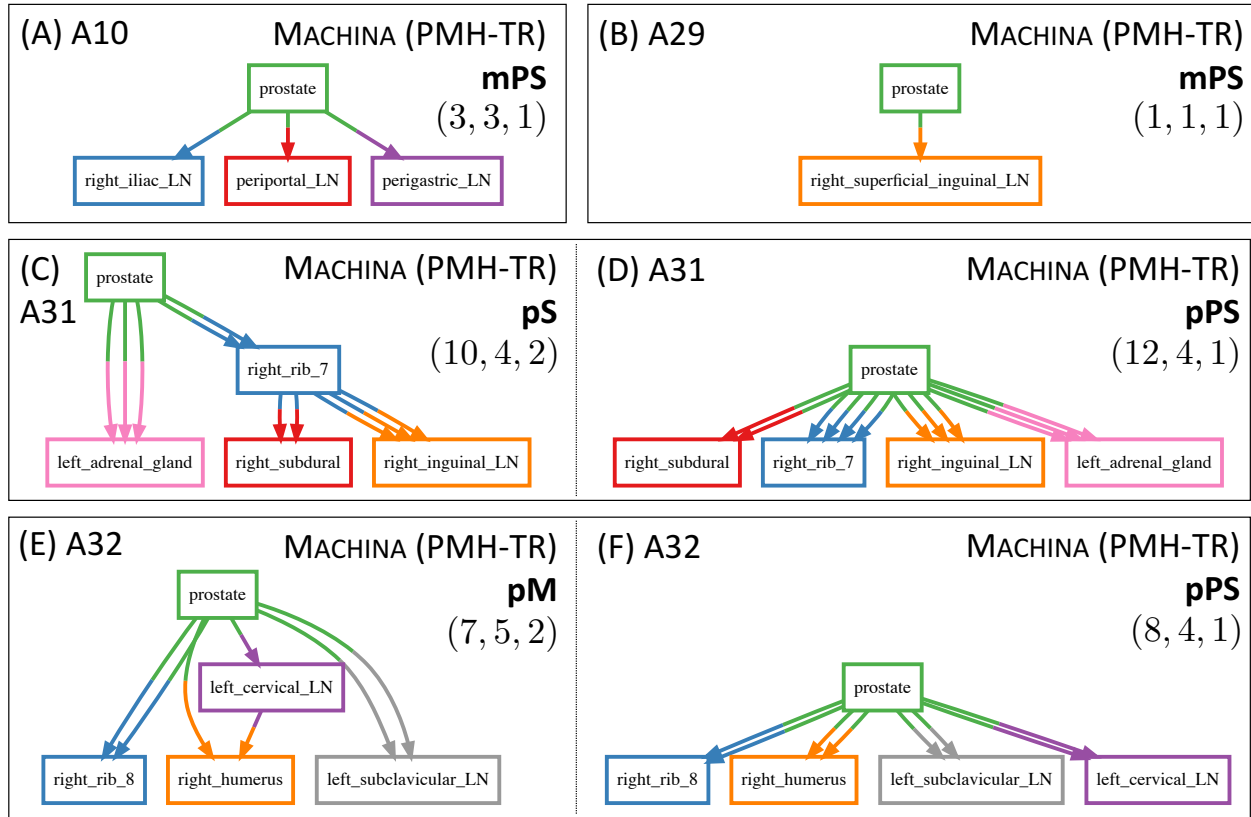 (A) A10
MACHINA (PMH-TR)
mPS
(3, 3, 1)
prostate
right_iliac_LN
periportal_LN
perigastric_LN
(B) A29
MACHINA (PMH-TR)
mPS
(1, 1, 1)
prostate
right_superficial_inguinal_LN
(C)
A31
MACHINA (PMH-TR)
pS
(10, 4, 2)
prostate
right_rib_7
left_adrenal_gland
right_subdural
right_inguinal_LN
(D) A31
MACHINA (PMH-TR)
pPS
(12, 4, 1)
prostate
right_subdural
right_rib_7
right_inguinal_LN
left_adrenal_gland
(E) A32
MACHINA (PMH-TR)
pM
(7, 5, 2)
prostate
left_cervical_LN
right_rib_8
right_humerus
left_subclavicular_LN
(F) A32
MACHINA (PMH-TR)
pPS
(8, 4, 1)
prostate
right_rib_8
right_humerus
left_subclavicular_LN
left_cervical_LN